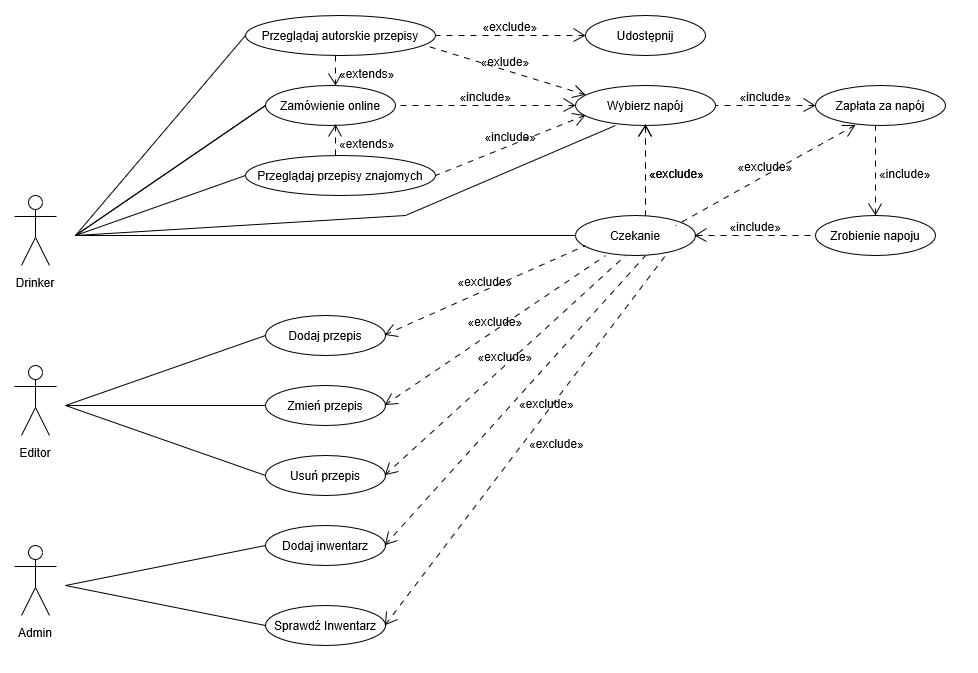 Przeglądaj autorskie przepisy
«exclude»
Udostępnij
«exlude»
«extends»
Zamówienie online
«include»
Wybierz napój
«include»
Zapłata za napój
«extends»
«include»
Przeglądaj przepisy znajomych
«exclude»
«exclude»
«include»
Drinker
Czekanie
«include»
Zrobienie napoju
«exclude»
Dodaj przepis
«exclude»
«exclude»
Editor
Zmień przepis
«exclude»
«exclude»
Usuń przepis
Dodaj inwentarz
Admin
Sprawdź Inwentarz